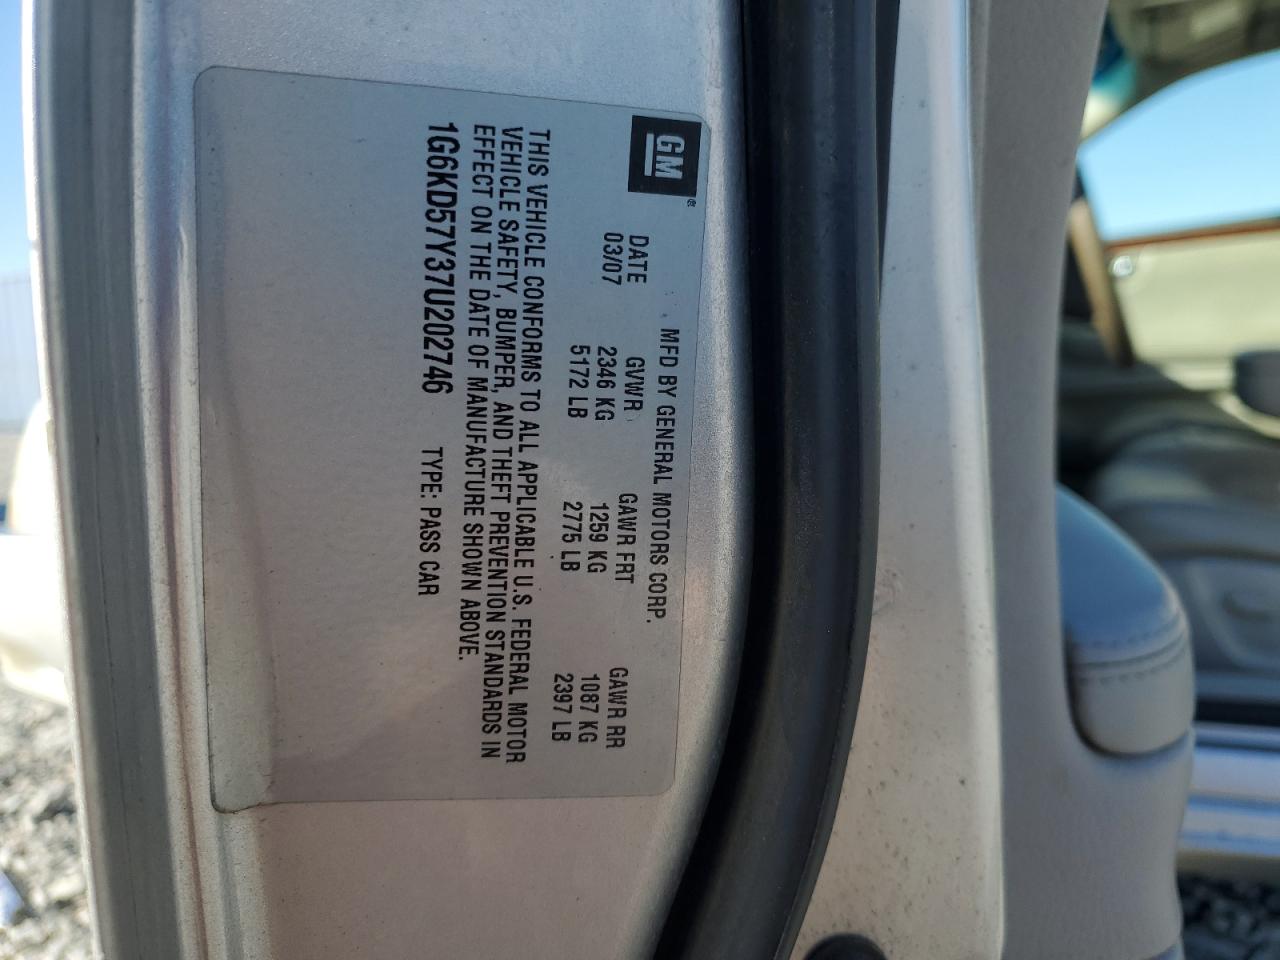 GM
MFD BY GENERAL MOTORS CORP.
DATE GVWR GAWR FRT GAWR RR
03/07 2346 KG 1259 KG 1087 KG
5172 LB 2775 LB 2397 LB
THIS VEHICLE CONFORMS TO ALL APPLICABLE U.S. FEDERAL MOTOR
VEHICLE SAFETY, BUMPER, AND THEFT PREVENTION STANDARDS IN
EFFECT ON THE DATE OF MANUFACTURE SHOWN ABOVE.
1G6KD57Y37U202746 TYPE: PASS CAR